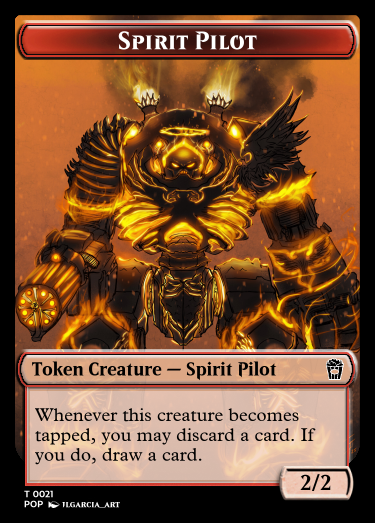 Spirit Pilot
Token Creature — Spirit Pilot
Whenever this creature becomes
tapped, you may discard a card. If
you do, draw a card.
2/2
T 0021
POP JLGARCIA_ART